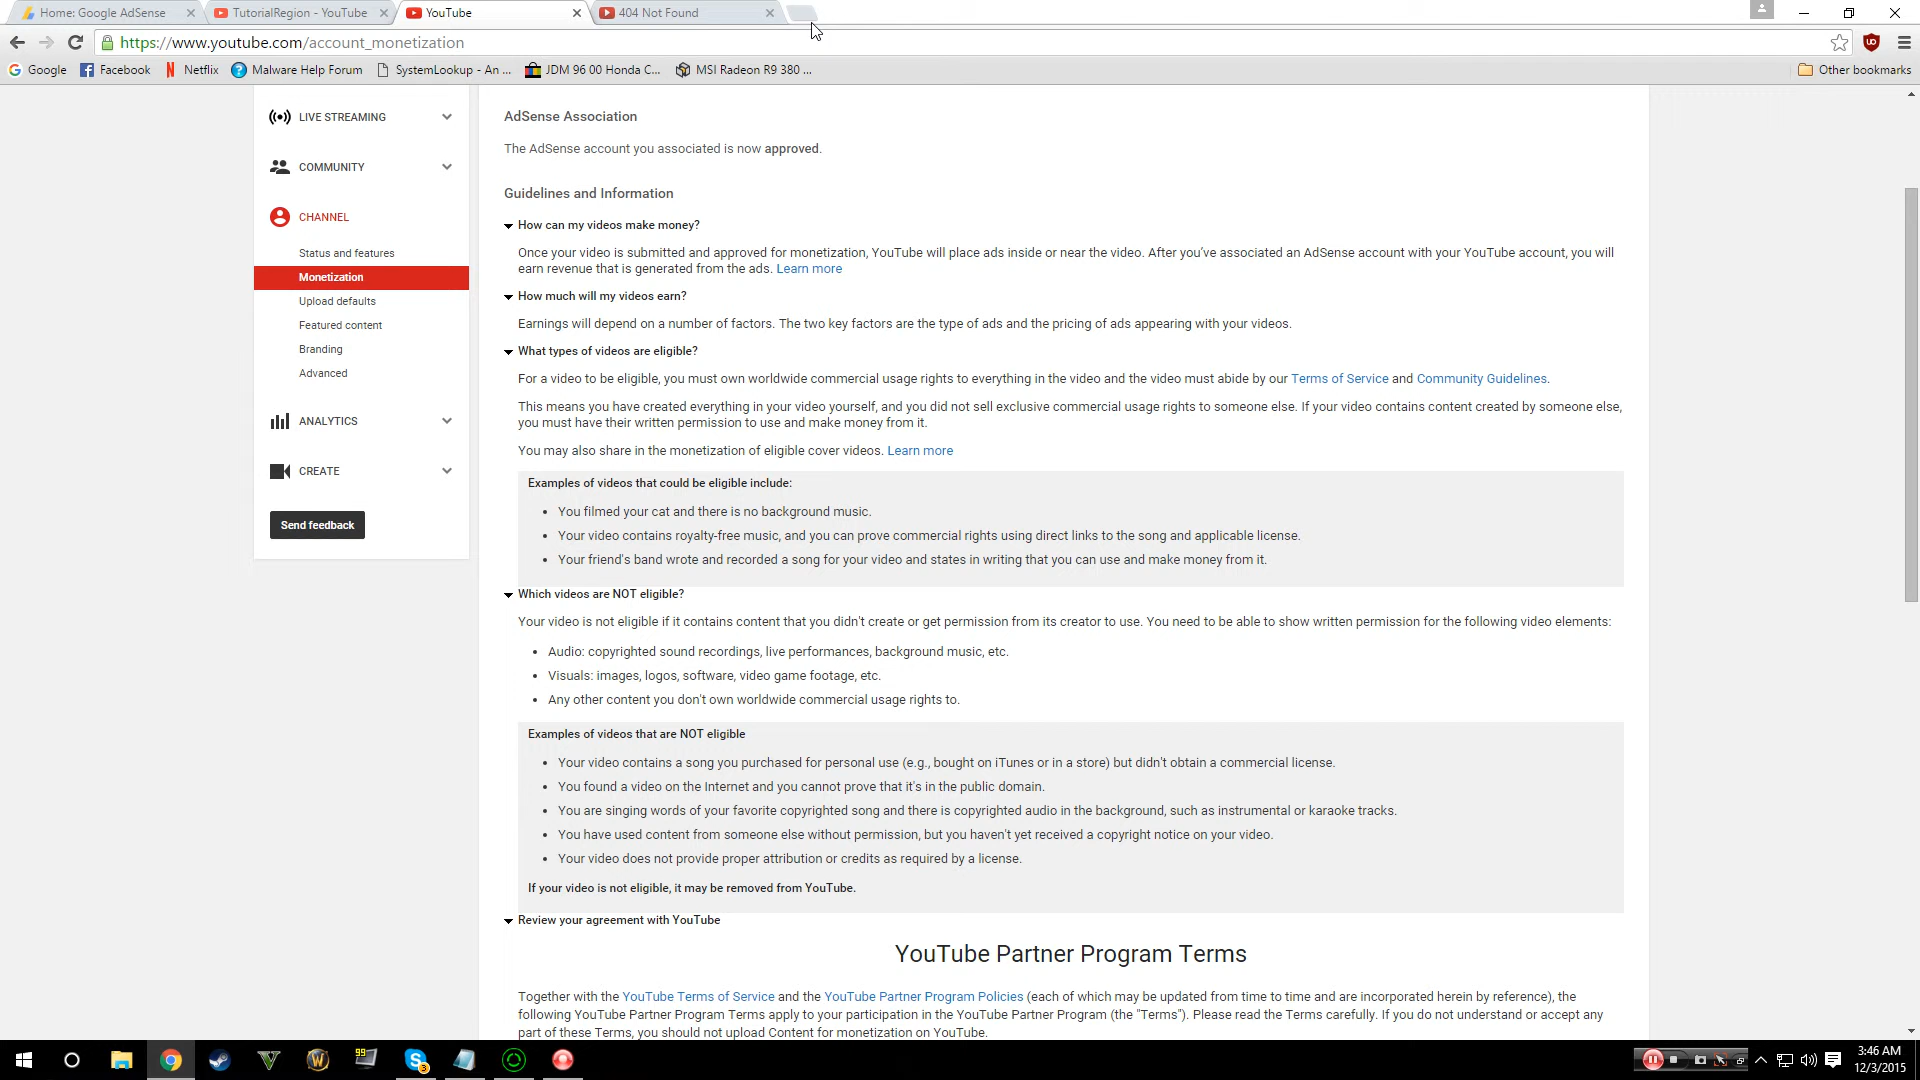 Home: Google AdSense
TutorialRegion - YouTube
YouTube
404 Not Found
https://www.youtube.com/account_monetization
Google
Facebook
Netflix
Malware Help Forum
SystemLookup - An ...
JDM 96 00 Honda C...
MSI Radeon R9 380 ...
Other bookmarks
LIVE STREAMING
COMMUNITY
CHANNEL
Status and features
Monetization
Upload defaults
Featured content
Branding
Advanced
ANALYTICS
CREATE
Send feedback
AdSense Association
The AdSense account you associated is now approved.
Guidelines and Information
How can my videos make money?
Once your video is submitted and approved for monetization, YouTube will place ads inside or near the video. After you've associated an AdSense account with your YouTube account, you will
earn revenue that is generated from the ads. Learn more
How much will my videos earn?
Earnings will depend on a number of factors. The two key factors are the type of ads and the pricing of ads appearing with your videos.
What types of videos are eligible?
For a video to be eligible, you must own worldwide commercial usage rights to everything in the video and the video must abide by our Terms of Service and Community Guidelines.
This means you have created everything in your video yourself, and you did not sell exclusive commercial usage rights to someone else. If your video contains content created by someone else,
you must have their written permission to use and make money from it.
You may also share in the monetization of eligible cover videos. Learn more
Examples of videos that could be eligible include:
• You filmed your cat and there is no background music.
• Your video contains royalty-free music, and you can prove commercial rights using direct links to the song and applicable license.
• Your friend's band wrote and recorded a song for your video and states in writing that you can use and make money from it.
Which videos are NOT eligible?
Your video is not eligible if it contains content that you didn't create or get permission from its creator to use. You need to be able to show written permission for the following video elements:
• Audio: copyrighted sound recordings, live performances, background music, etc.
• Visuals: images, logos, software, video game footage, etc.
• Any other content you don't own worldwide commercial usage rights to.
Examples of videos that are NOT eligible
• Your video contains a song you purchased for personal use (e.g., bought on iTunes or in a store) but didn't obtain a commercial license.
• You found a video on the Internet and you cannot prove that it's in the public domain.
• You are singing words of your favorite copyrighted song and there is copyrighted audio in the background, such as instrumental or karaoke tracks.
• You have used content from someone else without permission, but you haven't yet received a copyright notice on your video.
• Your video does not provide proper attribution or credits as required by a license.
If your video is not eligible, it may be removed from YouTube.
Review your agreement with YouTube
YouTube Partner Program Terms
Together with the YouTube Terms of Service and the YouTube Partner Program Policies (each of which may be updated from time to time and are incorporated herein by reference), the
following YouTube Partner Program Terms apply to your participation in the YouTube Partner Program (the "Terms"). Please read the Terms carefully. If you do not understand or accept any
part of these Terms, you should not upload Content for monetization on YouTube.
99
3
3:46 AM
12/3/2015